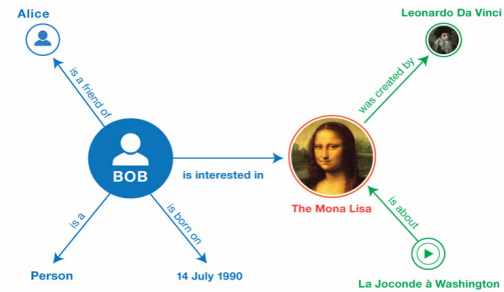 Alice
Leonardo Da Vinci
is a friend of
was created by
BOB
is interested in
The Mona Lisa
is a
is born on
is about
Person
14 July 1990
La Joconde à Washington